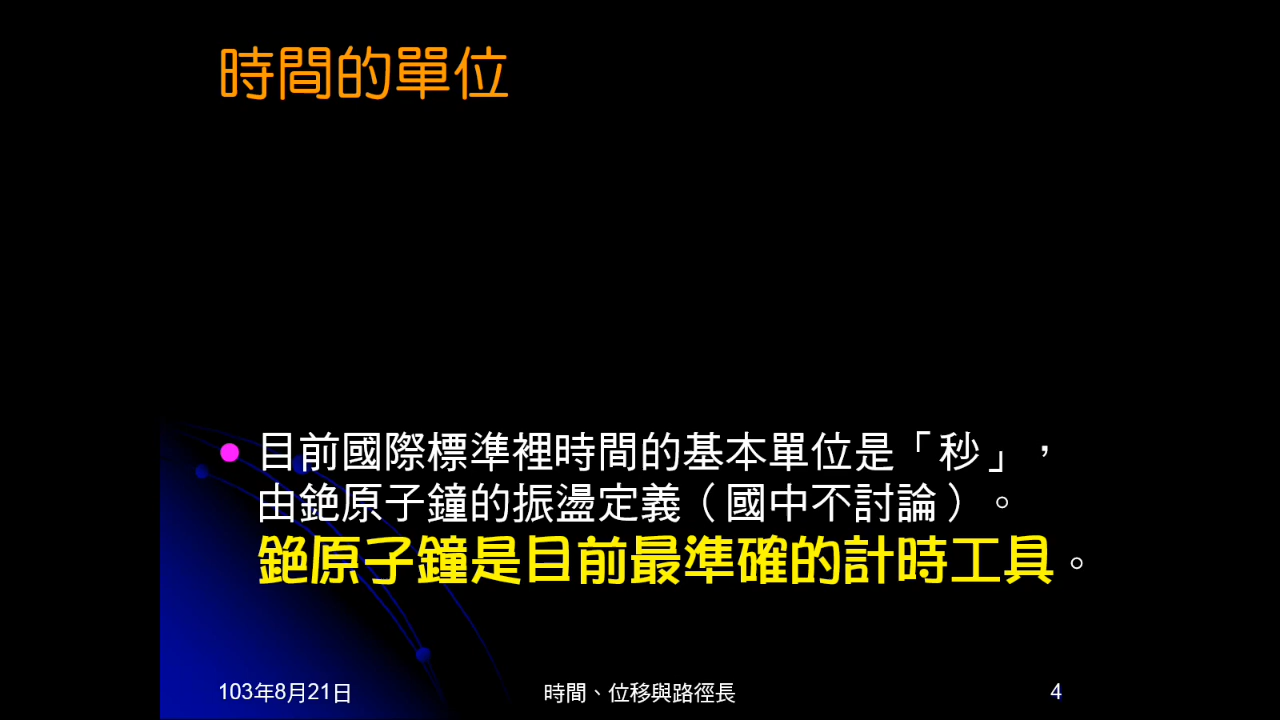 時間的單位
目前國際標準裡時間的基本單位是「秒」，
由銫原子鐘的振盪定義（國中不討論）。
銫原子鐘是目前最準確的計時工具。
103年8月21日
時間、位移與路徑長
4